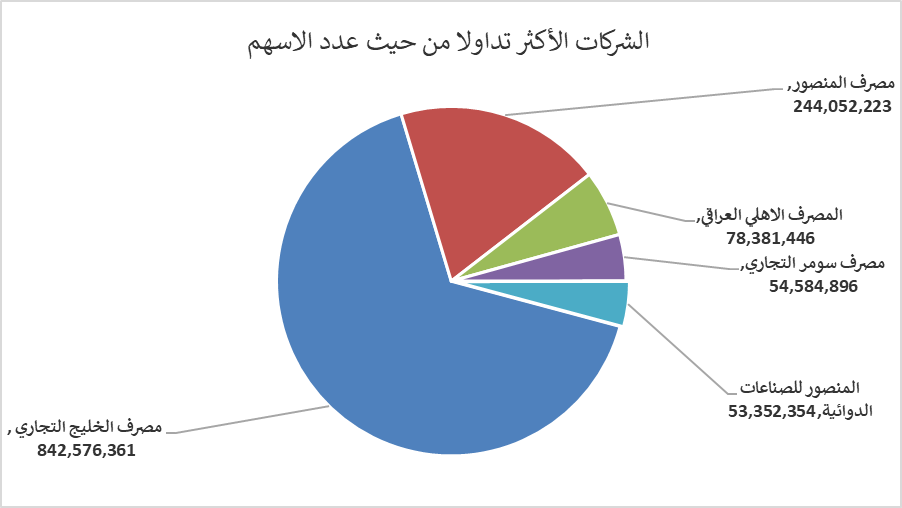 الشركات الأكثر تداولا من حيث عدد الاسهم
مصرف المنصور,
244,052,223
المصرف الاهلي العراقي,
78,381,446
مصرف سومر التجاري,
54,584,896
المنصور للصناعات
الدوائية, 53,352,354
مصرف الخليج التجاري ,
842,576,361